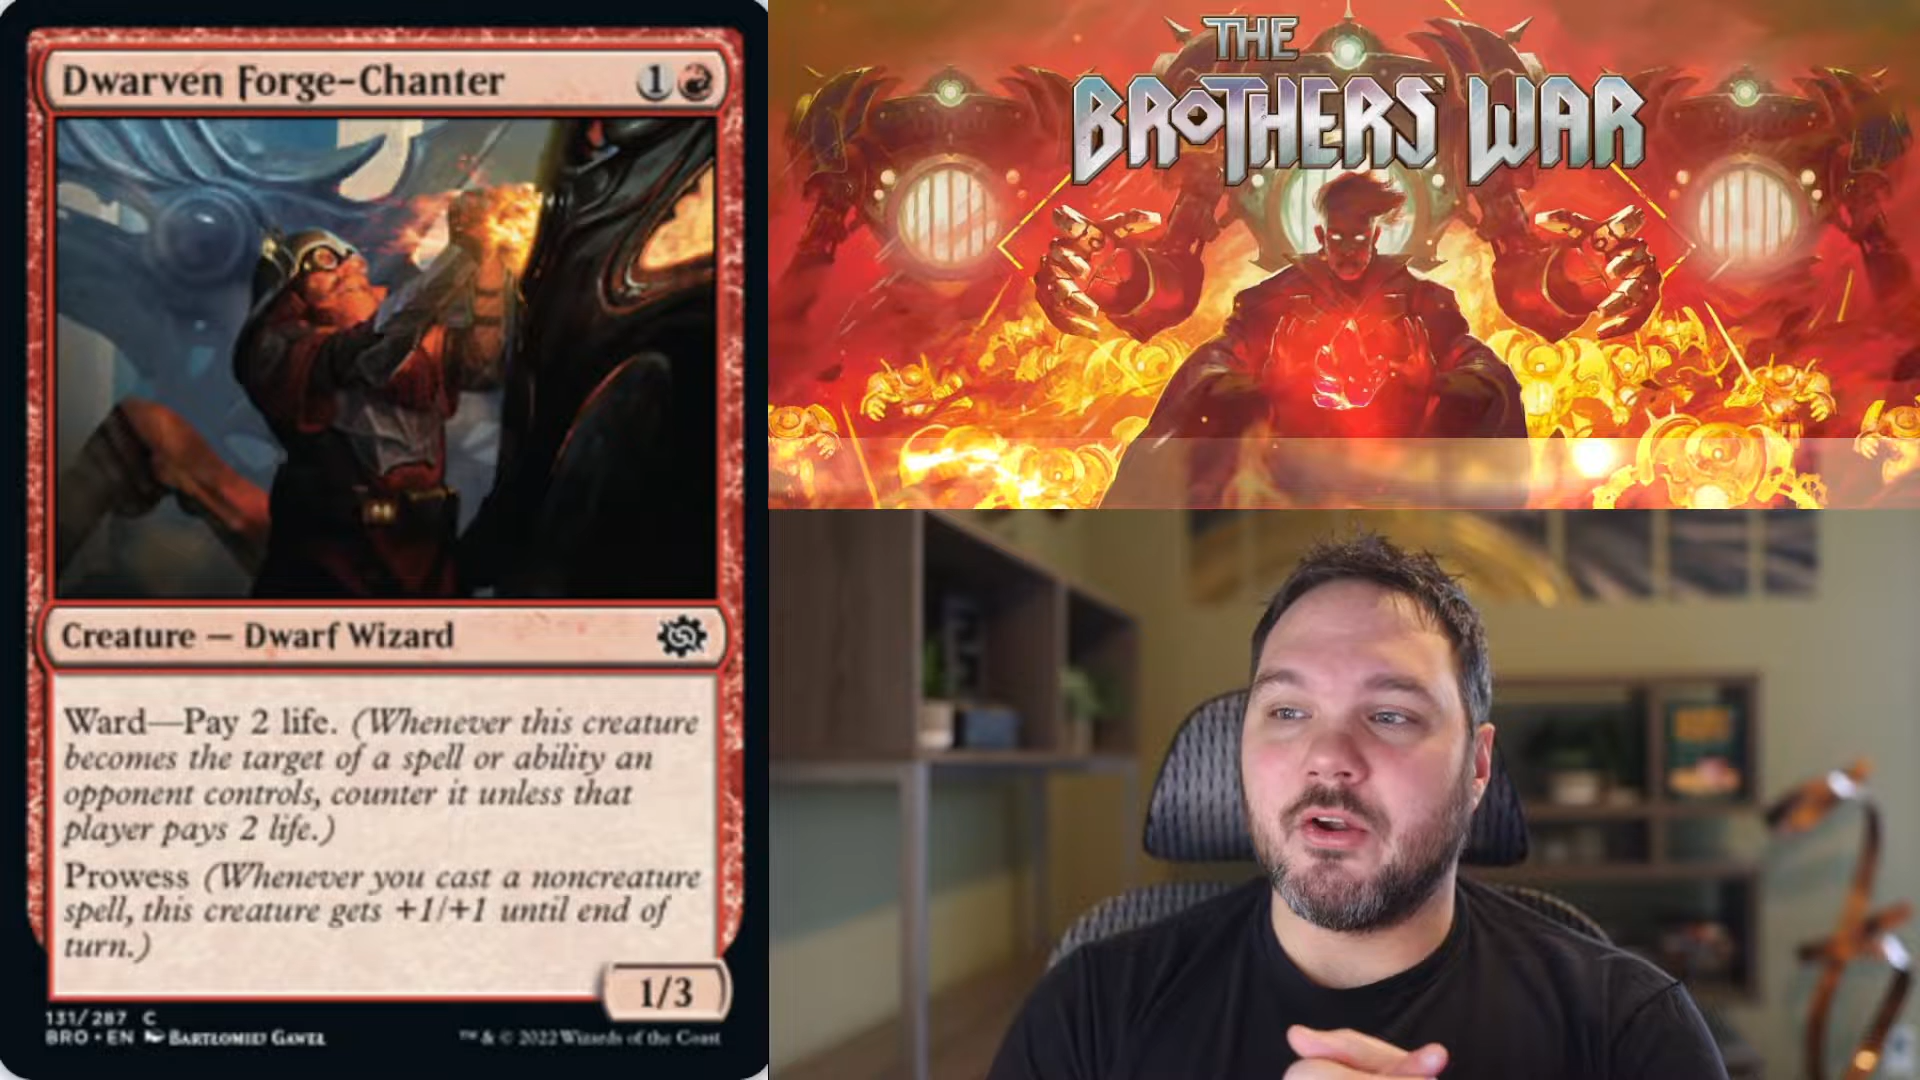 Dwarven Forge-Chanter
1
Creature — Dwarf Wizard
Ward—Pay 2 life. (Whenever this creature
becomes the target of a spell or ability an
opponent controls, counter it unless that
player pays 2 life.)
Prowess (Whenever you cast a noncreature
spell, this creature gets +1/+1 until end of
turn.)
1/3
131/287 C
BRO • EN BARTŁOMIEJ GAWEŁ
™ & © 2022 Wizards of the Coast
THE
BROTHERS' WAR